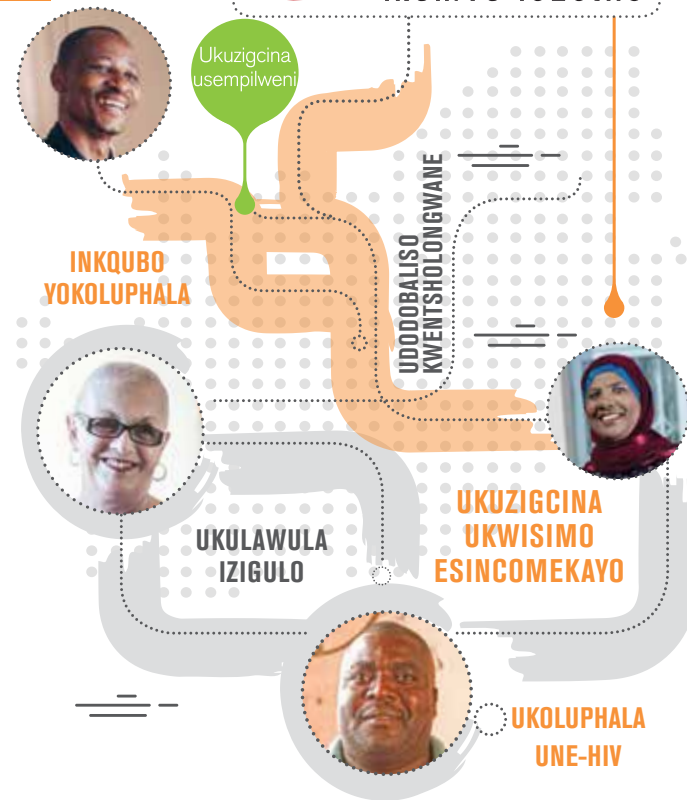 Ukuzigcina
usempilweni
INKQUBO
YOKOLUPHALA
UDODOBALISO
KWENTSHOLONGWANE
UKULAWULA
IZIGULO
UKUZIGCINA
UKWISIMO
ESINCOMEKAYO
UKOLUPHALA
UNE-HIV